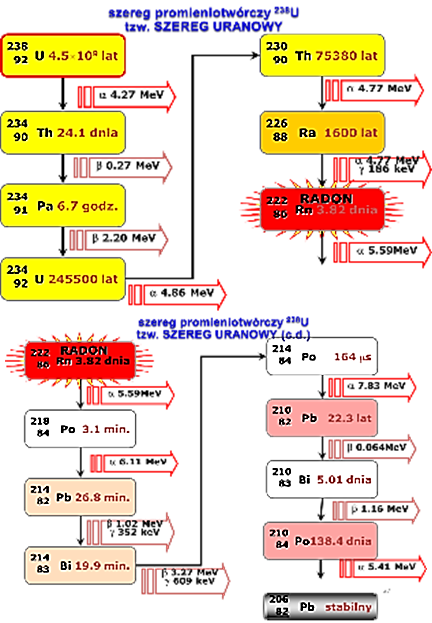 szereg promieniotwórczy ²³⁸U
tzw. SZEREG URANOWY
238
92 U 4.5×10⁹ lat
α 4.27 MeV
234
90 Th 24.1 dnia
β 0.27 MeV
234
91 Pa 6.7 godz.
β 2.20 MeV
234
92 U 245500 lat
α 4.86 MeV
230
90 Th 75380 lat
α 4.77 MeV
226
88 Ra 1600 lat
α 4.77 MeV
γ 186 keV
RADON
222
86 Rn 3.82 dnia
α 5.59MeV
szereg promieniotwórczy ²³⁸U
tzw. SZEREG URANOWY (c.d.)
RADON
222
86 Rn 3.82 dnia
α 5.59MeV
218
84 Po 3.1 min.
α 6.11 MeV
214
82 Pb 26.8 min.
β 1.02 MeV
γ 352 keV
214
83 Bi 19.9 min.
β 3.27 MeV
γ 609 keV
214
84 Po 164 µs
α 7.83 MeV
210
82 Pb 22.3 lat
β 0.064MeV
210
83 Bi 5.01 dnia
β 1.16 MeV
210
84 Po138.4 dnia
α 5.41 MeV
206
82 Pb stabilny